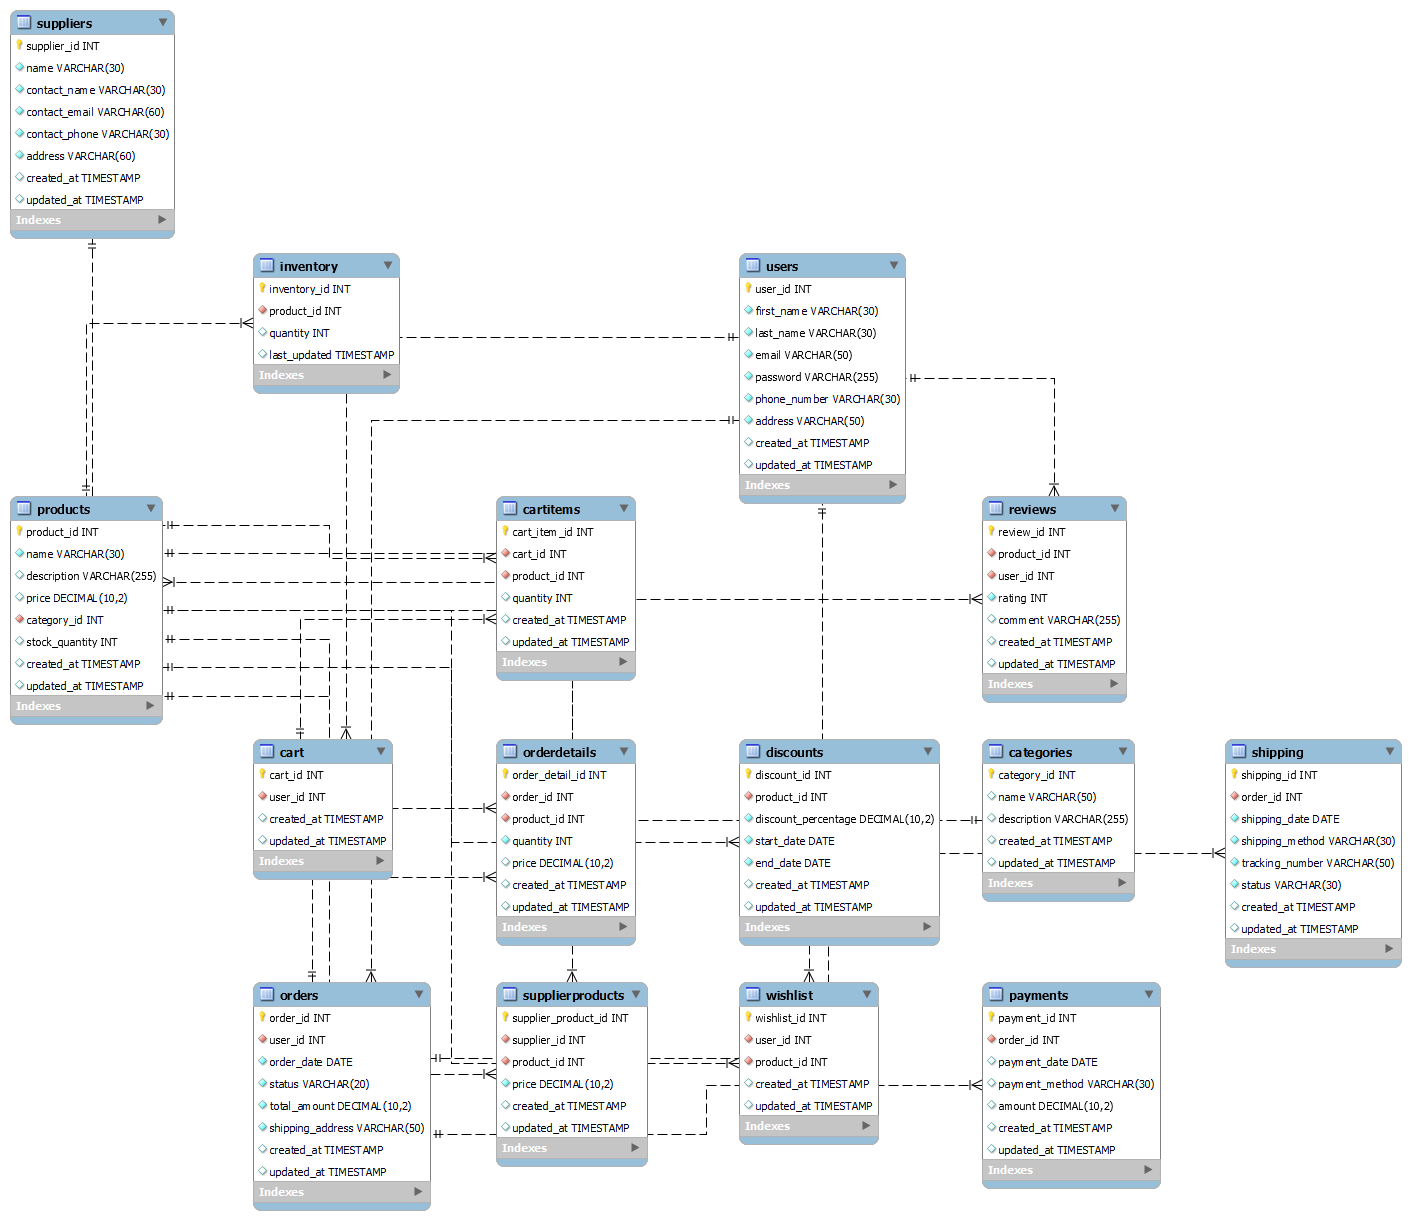 suppliers
supplier_id INT
name VARCHAR(30)
contact_name VARCHAR(30)
contact_email VARCHAR(60)
contact_phone VARCHAR(30)
address VARCHAR(60)
created_at TIMESTAMP
updated_at TIMESTAMP
Indexes
inventory
inventory_id INT
product_id INT
quantity INT
last_updated TIMESTAMP
Indexes
users
user_id INT
first_name VARCHAR(30)
last_name VARCHAR(30)
email VARCHAR(50)
password VARCHAR(255)
phone_number VARCHAR(30)
address VARCHAR(50)
created_at TIMESTAMP
updated_at TIMESTAMP
Indexes
products
product_id INT
name VARCHAR(30)
description VARCHAR(255)
price DECIMAL(10,2)
category_id INT
stock_quantity INT
created_at TIMESTAMP
updated_at TIMESTAMP
Indexes
cartitems
cart_item_id INT
cart_id INT
product_id INT
quantity INT
created_at TIMESTAMP
updated_at TIMESTAMP
Indexes
reviews
review_id INT
product_id INT
user_id INT
rating INT
comment VARCHAR(255)
created_at TIMESTAMP
updated_at TIMESTAMP
Indexes
cart
cart_id INT
user_id INT
created_at TIMESTAMP
updated_at TIMESTAMP
Indexes
orderdetails
order_detail_id INT
order_id INT
product_id INT
quantity INT
price DECIMAL(10,2)
created_at TIMESTAMP
updated_at TIMESTAMP
Indexes
discounts
discount_id INT
product_id INT
discount_percentage DECIMAL(10,2)
start_date DATE
end_date DATE
created_at TIMESTAMP
updated_at TIMESTAMP
Indexes
categories
category_id INT
name VARCHAR(50)
description VARCHAR(255)
created_at TIMESTAMP
updated_at TIMESTAMP
Indexes
shipping
shipping_id INT
order_id INT
shipping_date DATE
shipping_method VARCHAR(30)
tracking_number VARCHAR(50)
status VARCHAR(30)
created_at TIMESTAMP
updated_at TIMESTAMP
Indexes
orders
order_id INT
user_id INT
order_date DATE
status VARCHAR(20)
total_amount DECIMAL(10,2)
shipping_address VARCHAR(50)
created_at TIMESTAMP
updated_at TIMESTAMP
Indexes
supplierproducts
supplier_product_id INT
supplier_id INT
product_id INT
price DECIMAL(10,2)
created_at TIMESTAMP
updated_at TIMESTAMP
Indexes
wishlist
wishlist_id INT
user_id INT
product_id INT
created_at TIMESTAMP
updated_at TIMESTAMP
Indexes
payments
payment_id INT
order_id INT
payment_date DATE
payment_method VARCHAR(30)
amount DECIMAL(10,2)
created_at TIMESTAMP
updated_at TIMESTAMP
Indexes